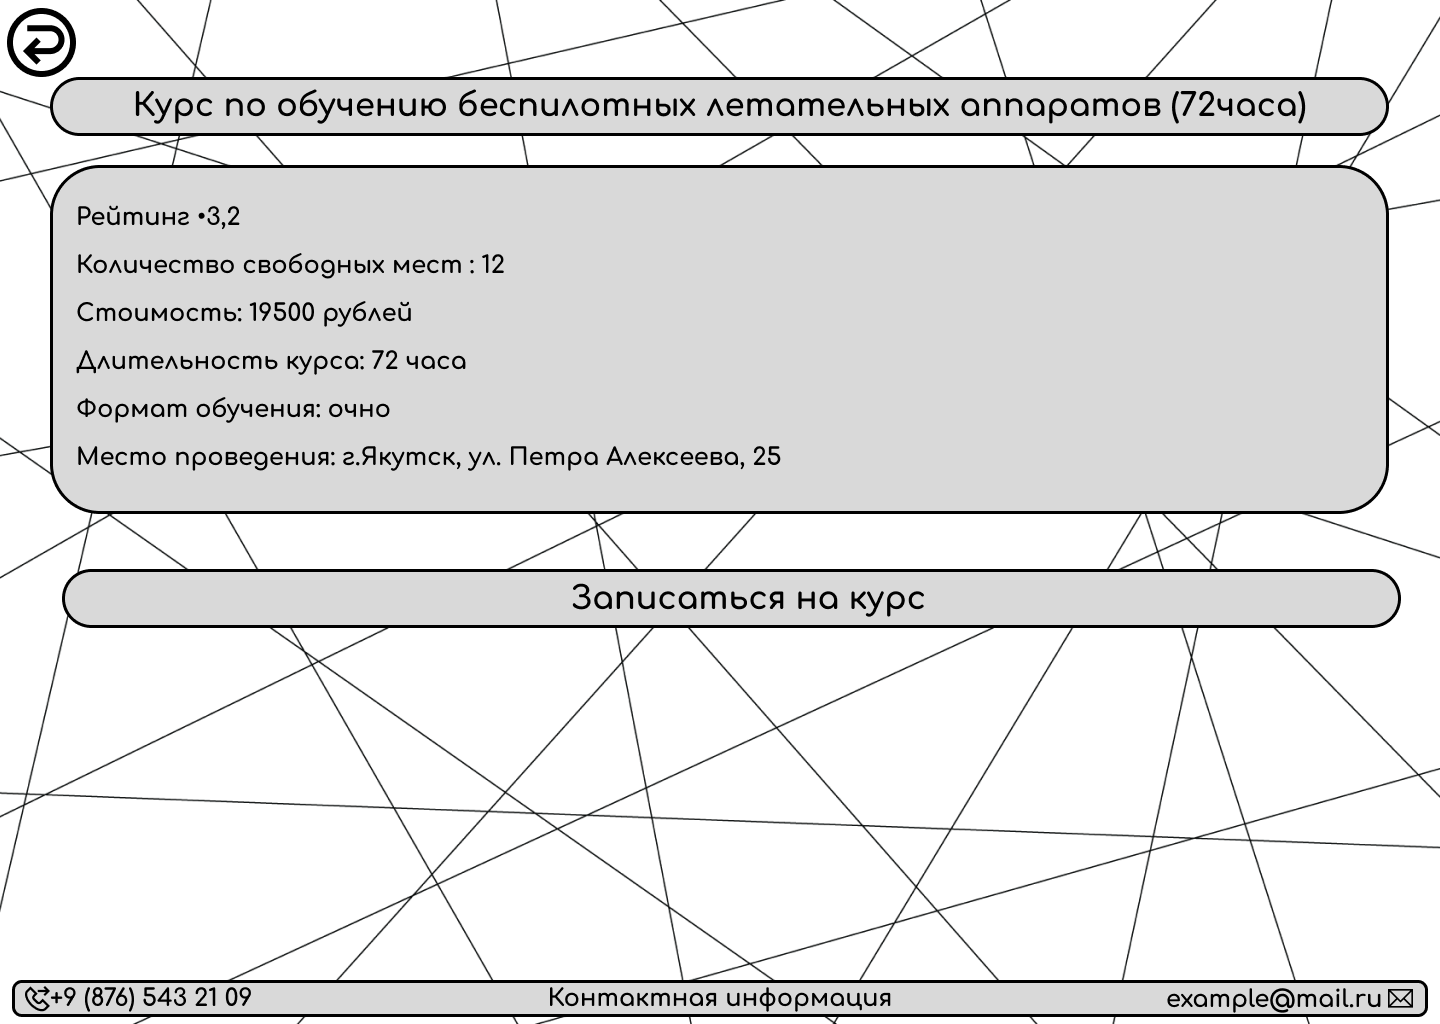 Курс по обучению беспилотных летательных аппаратов (72часа)
Рейтинг •3,2
Количество свободных мест : 12
Стоимость: 19500 рублей
Длительность курса: 72 часа
Формат обучения: очно
Место проведения: г.Якутск, ул. Петра Алексеева, 25
Записаться на курс
+9 (876) 543 21 09
Контактная информация
example@mail.ru